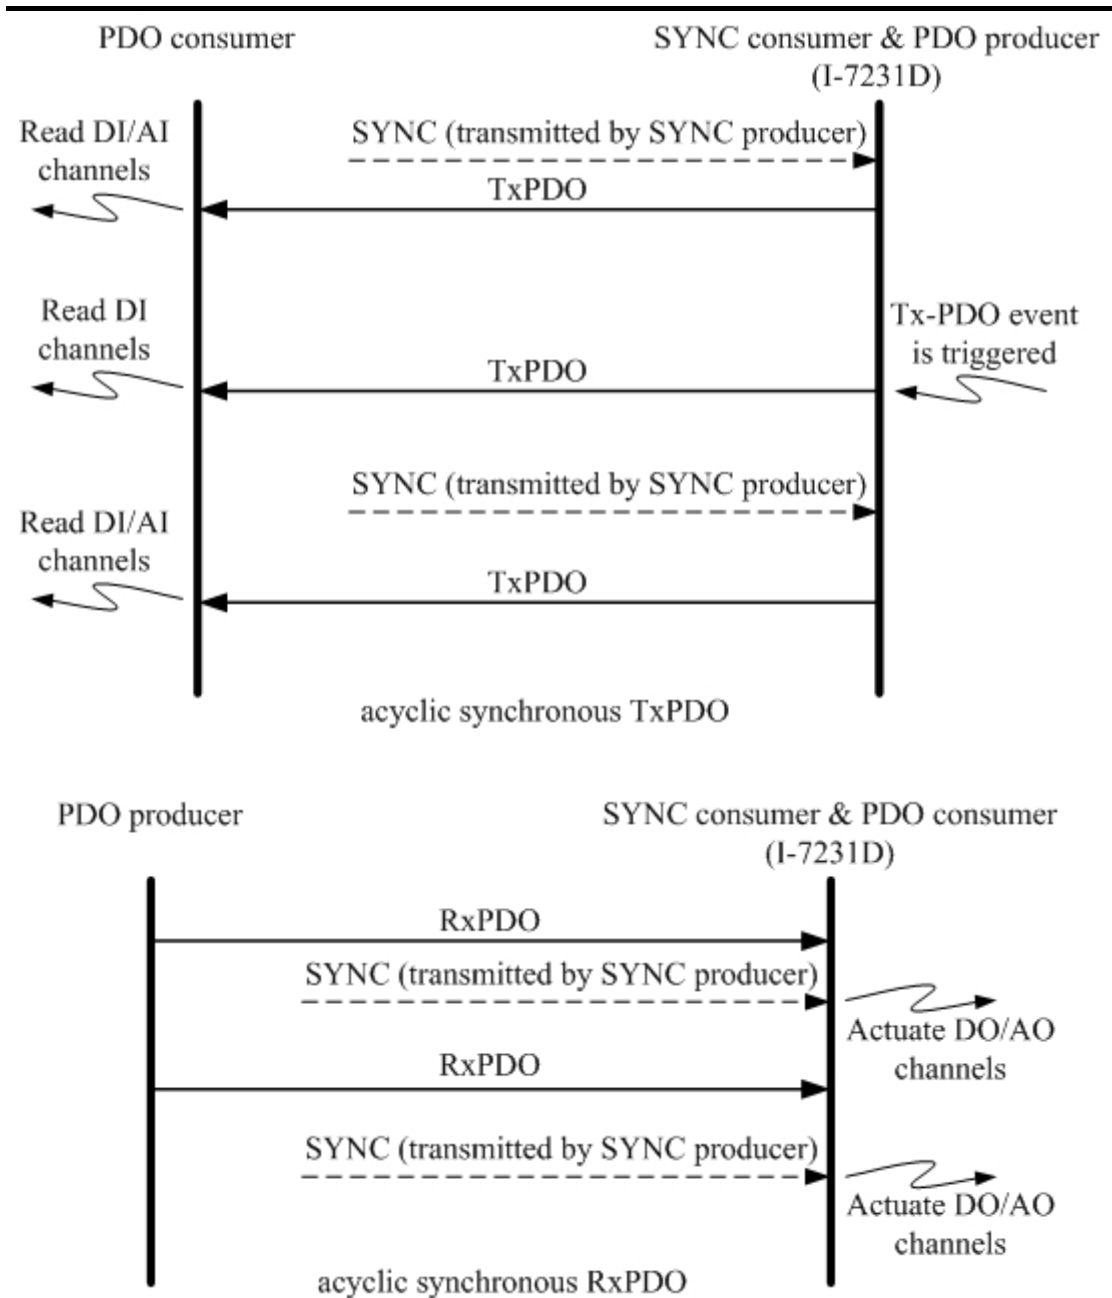 PDO consumer
SYNC consumer & PDO producer
(I-7231D)
Read DI/AI
channels
SYNC (transmitted by SYNC producer)
TxPDO
Read DI
channels
TxPDO
Tx-PDO event
is triggered
SYNC (transmitted by SYNC producer)
Read DI/AI
channels
TxPDO
acyclic synchronous TxPDO
PDO producer
SYNC consumer & PDO consumer
(I-7231D)
RxPDO
SYNC (transmitted by SYNC producer)
Actuate DO/AO
channels
RxPDO
SYNC (transmitted by SYNC producer)
Actuate DO/AO
channels
acyclic synchronous RxPDO